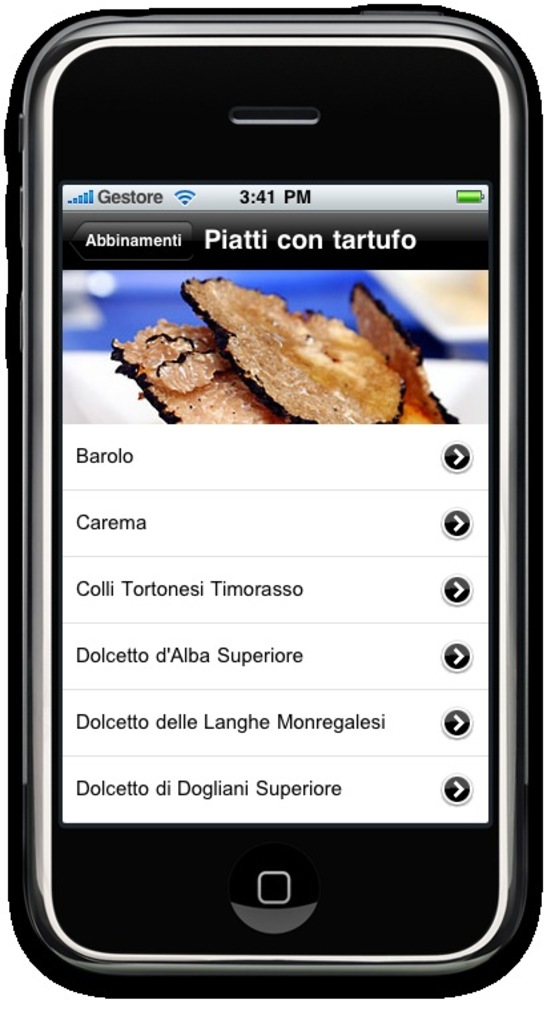 Gestore 3:41 PM
Abbinamenti Piatti con tartufo
Barolo
Carema
Colli Tortonesi Timorasso
Dolcetto d'Alba Superiore
Dolcetto delle Langhe Monregalesi
Dolcetto di Dogliani Superiore